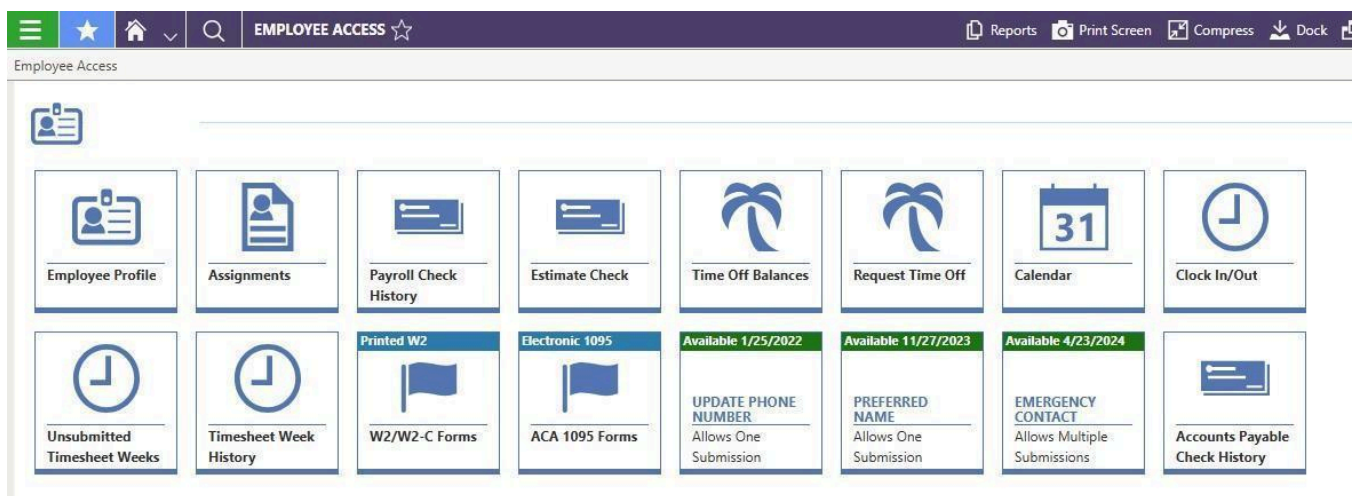 EMPLOYEE ACCESS
Reports
Print Screen
Compress
Dock
Employee Access
Employee Profile
Assignments
Payroll Check
History
Estimate Check
Time Off Balances
Request Time Off
31
Calendar
Clock In/Out
Unsubmitted
Timesheet Weeks
Timesheet Week
History
Printed W2
W2/W2-C Forms
Electronic 1095
ACA 1095 Forms
Available 1/25/2022
UPDATE PHONE
NUMBER
Allows One
Submission
Available 11/27/2023
PREFERRED
NAME
Allows One
Submission
Available 4/23/2024
EMERGENCY
CONTACT
Allows Multiple
Submissions
Accounts Payable
Check History